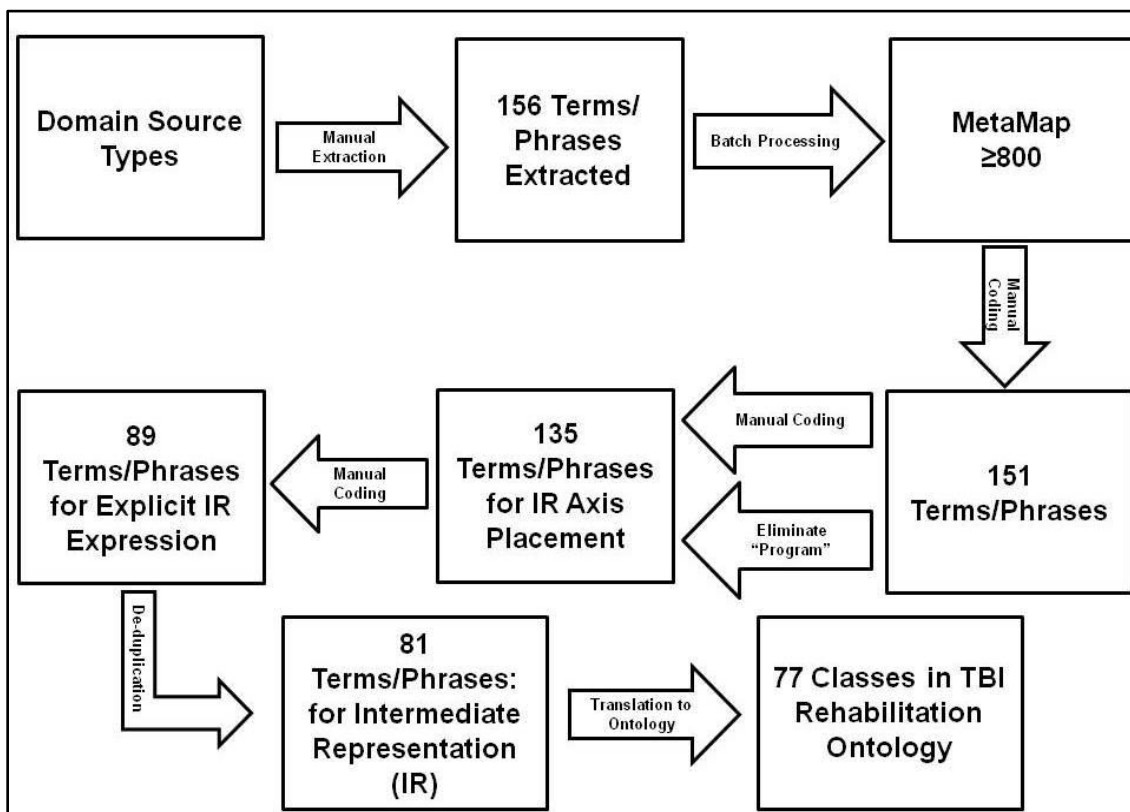 Domain Source
Types
Manual
Extraction
156 Terms/
Phrases
Extracted
Batch Processing
MetaMap
≥800
Manual
Coding
151
Terms/Phrases
Manual Coding
Eliminate
“Program”
135
Terms/Phrases
for IR Axis
Placement
Manual
Coding
89
Terms/Phrases
for Explicit IR
Expression
De-duplication
81
Terms/Phrases:
for Intermediate
Representation
(IR)
Translation to
Ontology
77 Classes in TBI
Rehabilitation
Ontology